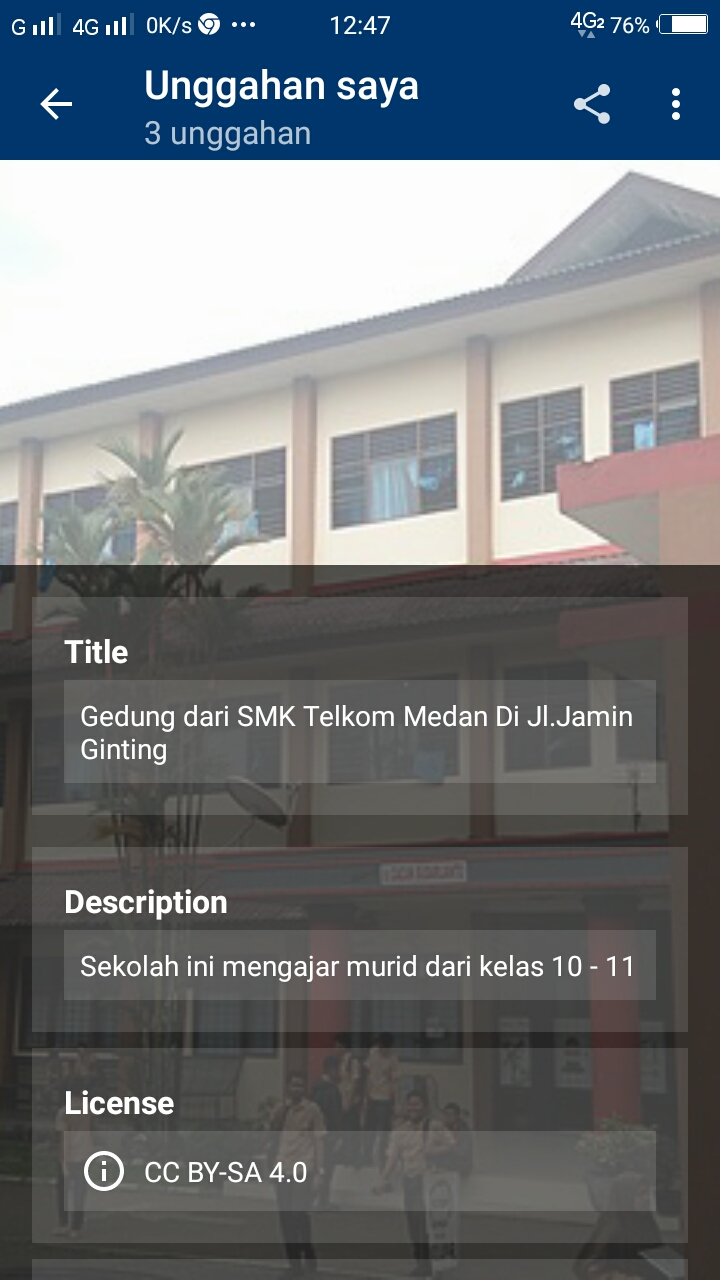 G 4G 0K/s 12:47 4G2 76%
Unggahan saya
3 unggahan
Title
Gedung dari SMK Telkom Medan Di Jl.Jamin
Ginting
Description
Sekolah ini mengajar murid dari kelas 10 - 11
License
CC BY-SA 4.0